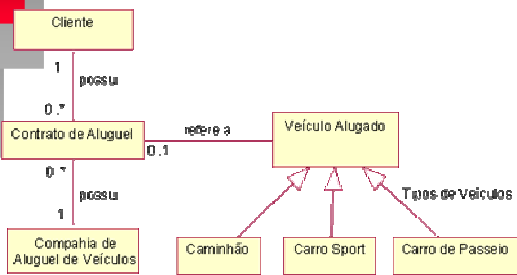 Cliente
1
possui
0..*
Contrato de Aluguel
refere a
0..1
Veículo Alugado
0..*
possui
1
Tipos de Veiculos
Compahia de
Aluguel de Veículos
Caminhão
Carro Sport
Carro de Passeio